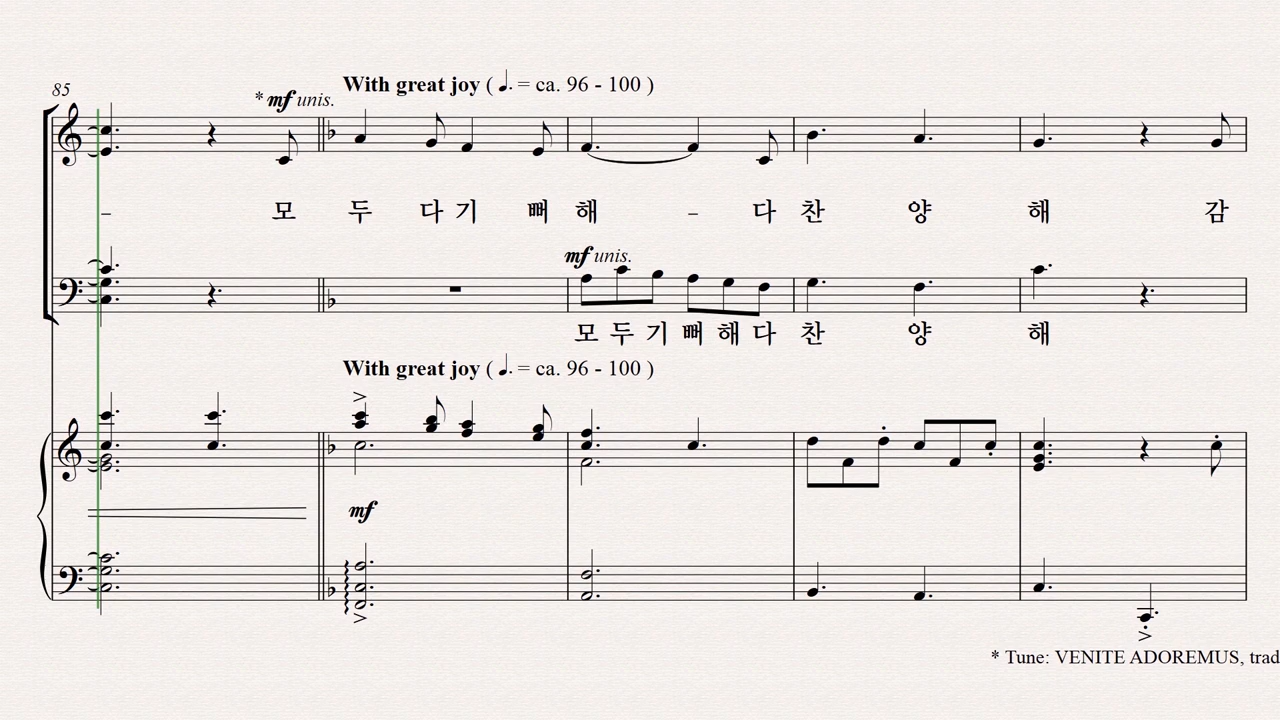 With great joy ( ♩. = ca. 96 - 100 )
85
* mf unis.
- 모 두 다 기 뻐 해 - 다 찬 양 해 감
mf unis.
모 두 기 뻐 해 다 찬 양 해
With great joy ( ♩. = ca. 96 - 100 )
mf
* Tune: VENITE ADOREMUS, trad